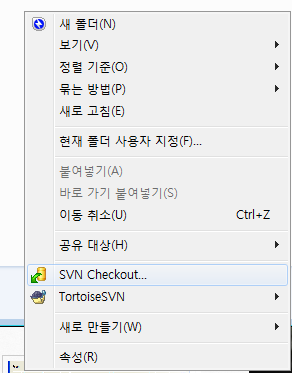 새 폴더(N)
보기(V)
정렬 기준(O)
묶는 방법(P)
새로 고침(E)
현재 폴더 사용자 지정(F)...
붙여넣기(A)
바로 가기 붙여넣기(S)
이동 취소(U) Ctrl+Z
공유 대상(H)
SVN Checkout...
TortoiseSVN
새로 만들기(W)
속성(R)